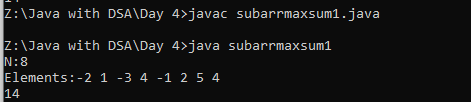 Z:\Java with DSA\Day 4>javac subarrmaxsum1.java
Z:\Java with DSA\Day 4>java subarrmaxsum1
N:8
Elements:-2 1 -3 4 -1 2 5 4
14